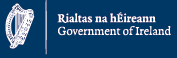 Rialtas na hÉireann
Government of Ireland